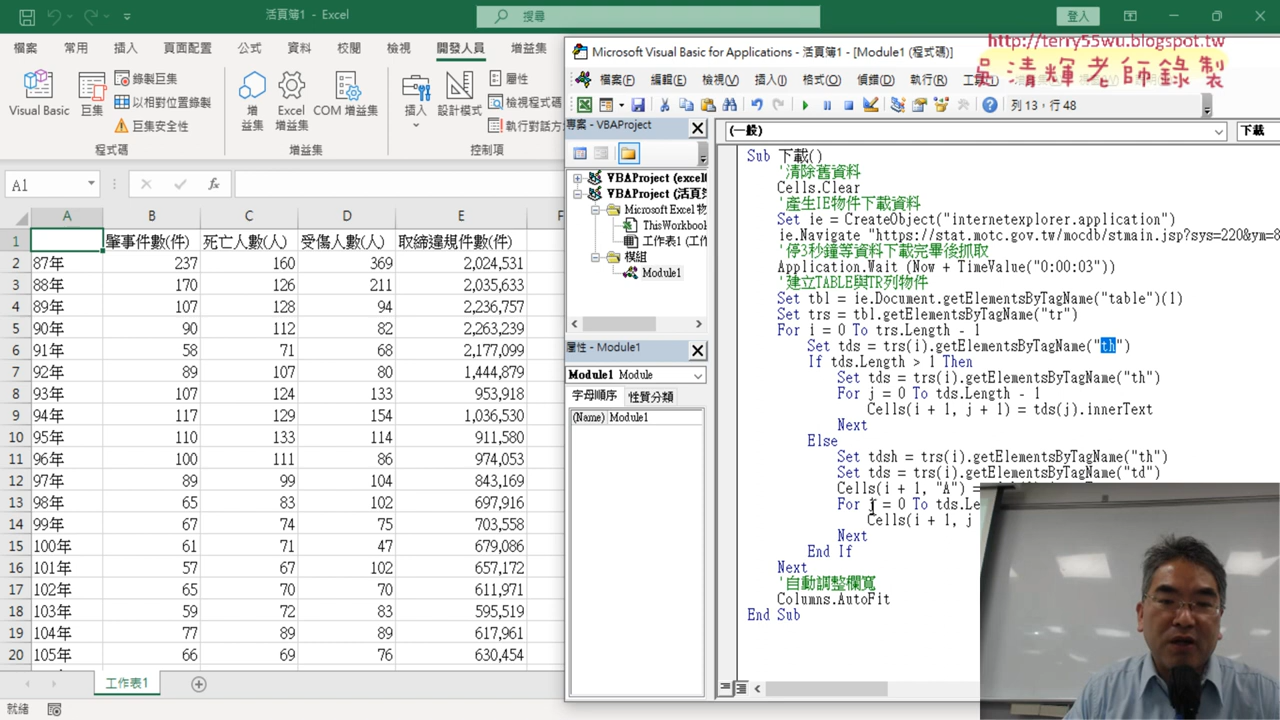 活頁簿1 - Excel
搜尋
登入
檔案 常用 插入 頁面配置 公式 資料 校閱 檢視 開發人員 增益集
Visual Basic
巨集
錄製巨集
以相對位置錄製
巨集安全性
程式碼
增益集
Excel 增益集
COM 增益集
增益集
插入
設計模式
屬性
檢視程式碼
執行對話方
控制項
A1
A B C D E F
1 肇事件數(件) 死亡人數(人) 受傷人數(人) 取締違規件數(件)
2 87年 237 160 369 2,024,531
3 88年 170 126 211 2,035,633
4 89年 107 128 94 2,236,757
5 90年 90 112 82 2,263,239
6 91年 58 71 68 2,177,099
7 92年 89 107 80 1,444,879
8 93年 107 124 133 953,918
9 94年 117 129 154 1,036,530
10 95年 110 133 114 911,580
11 96年 100 111 86 974,053
12 97年 89 99 104 843,169
13 98年 65 83 102 697,916
14 99年 67 74 75 703,558
15 100年 61 71 47 679,086
16 101年 57 67 102 657,172
17 102年 65 70 70 611,971
18 103年 59 72 83 595,519
19 104年 77 89 89 617,961
20 105年 66 69 76 630,454
工作表1
就緒
Microsoft Visual Basic for Applications - 活頁簿1 - [Module1 (程式碼)]
http://terry55wu.blogspot.tw
吳清輝老師錄製
檔案(F) 編輯(E) 檢視(V) 插入(I) 格式(O) 偵錯(D) 執行(R)
列 13，行 48
專案 - VBAProject
VBAProject (excel
VBAProject (活頁簿
Microsoft Excel 物
ThisWorkbook
工作表1 (工作
模組
Module1
屬性 - Module1
Module1 Module
字母順序 性質分類
(Name) Module1
(一般) 下載
Sub 下載()
'清除舊資料
Cells.Clear
'產生IE物件下載資料
Set ie = CreateObject("internetexplorer.application")
ie.Navigate "https://stat.motc.gov.tw/mocdb/stmain.jsp?sys=220&ym=8
'停3秒鐘等資料下載完畢後抓取
Application.Wait (Now + TimeValue("0:00:03"))
'建立TABLE與TR列物件
Set tbl = ie.Document.getElementsByTagName("table")(1)
Set trs = tbl.getElementsByTagName("tr")
For i = 0 To trs.Length - 1
Set tds = trs(i).getElementsByTagName("th")
If tds.Length > 1 Then
Set tds = trs(i).getElementsByTagName("th")
For j = 0 To tds.Length - 1
Cells(i + 1, j + 1) = tds(j).innerText
Next
Else
Set tdsh = trs(i).getElementsByTagName("th")
Set tds = trs(i).getElementsByTagName("td")
Cells(i + 1, "A") =
For j = 0 To tds.Le
Cells(i + 1, j
Next
End If
Next
'自動調整欄寬
Columns.AutoFit
End Sub